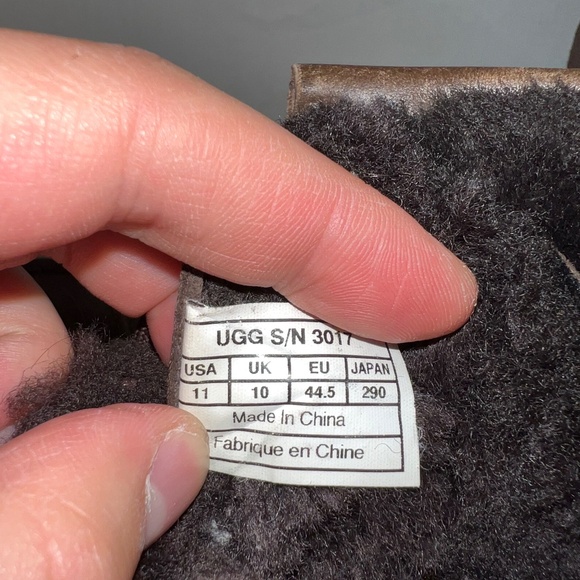 UGG S/N 3017
USA UK EU JAPAN
11 10 44.5 290
Made In China
Fabrique en Chine